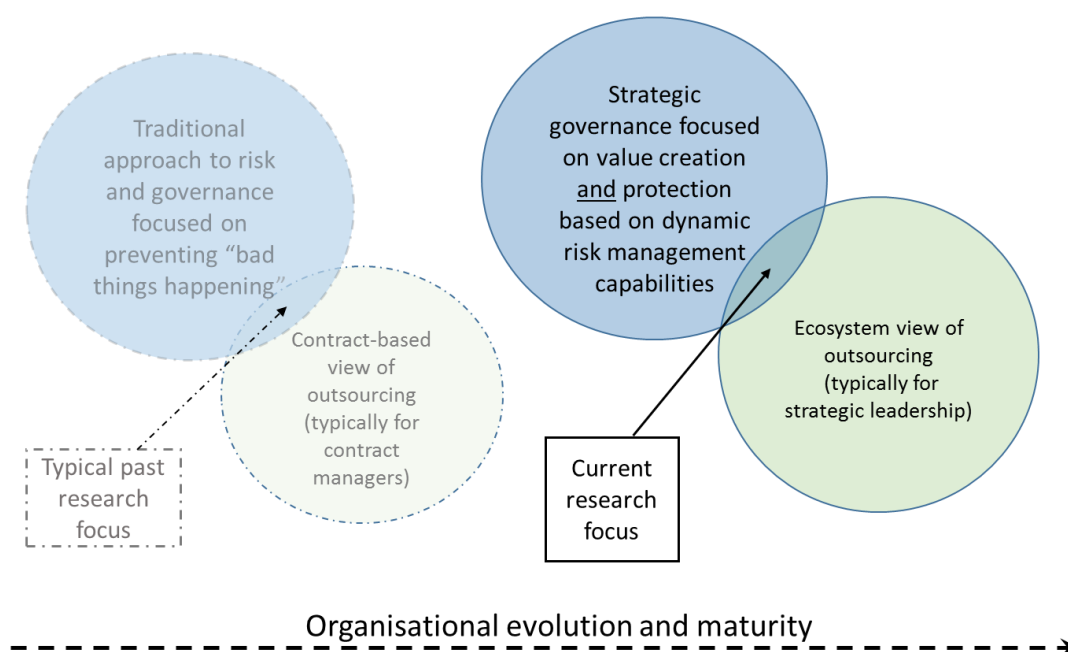 Traditional
approach to risk
and governance
focused on
preventing “bad
things happening”
Contract-based
view of
outsourcing
(typically for
contract
managers)
Typical past
research
focus
Strategic
governance focused
on value creation
and protection
based on dynamic
risk management
capabilities
Ecosystem view of
outsourcing
(typically for
strategic leadership)
Current
research
focus
Organisational evolution and maturity